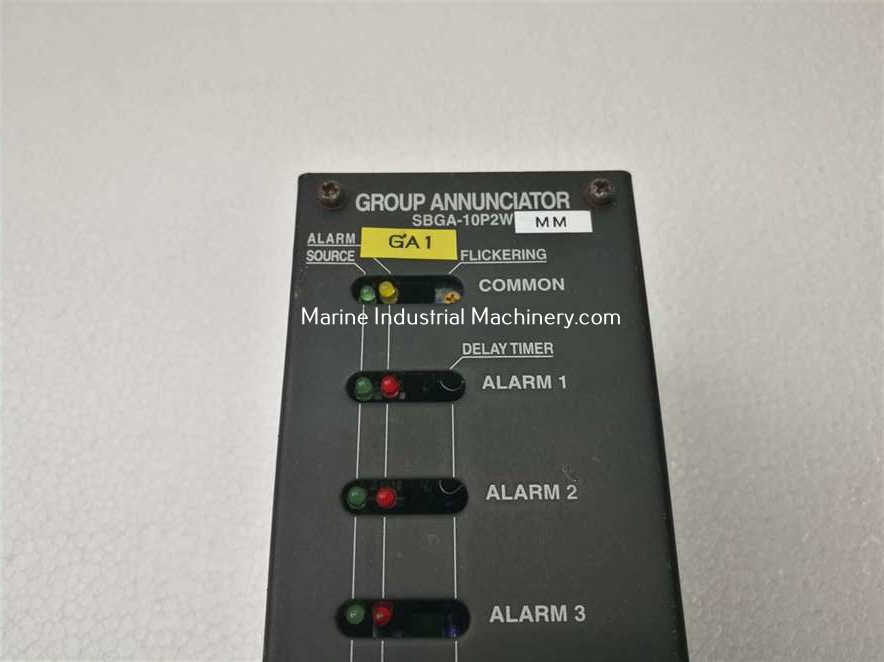 GROUP ANNUNCIATOR
SBGA-10P2W
MM
ALARM
GA1
SOURCE
FLICKERING
COMMON
Marine Industrial Machinery.com
DELAY TIMER
ALARM 1
ALARM 2
ALARM 3